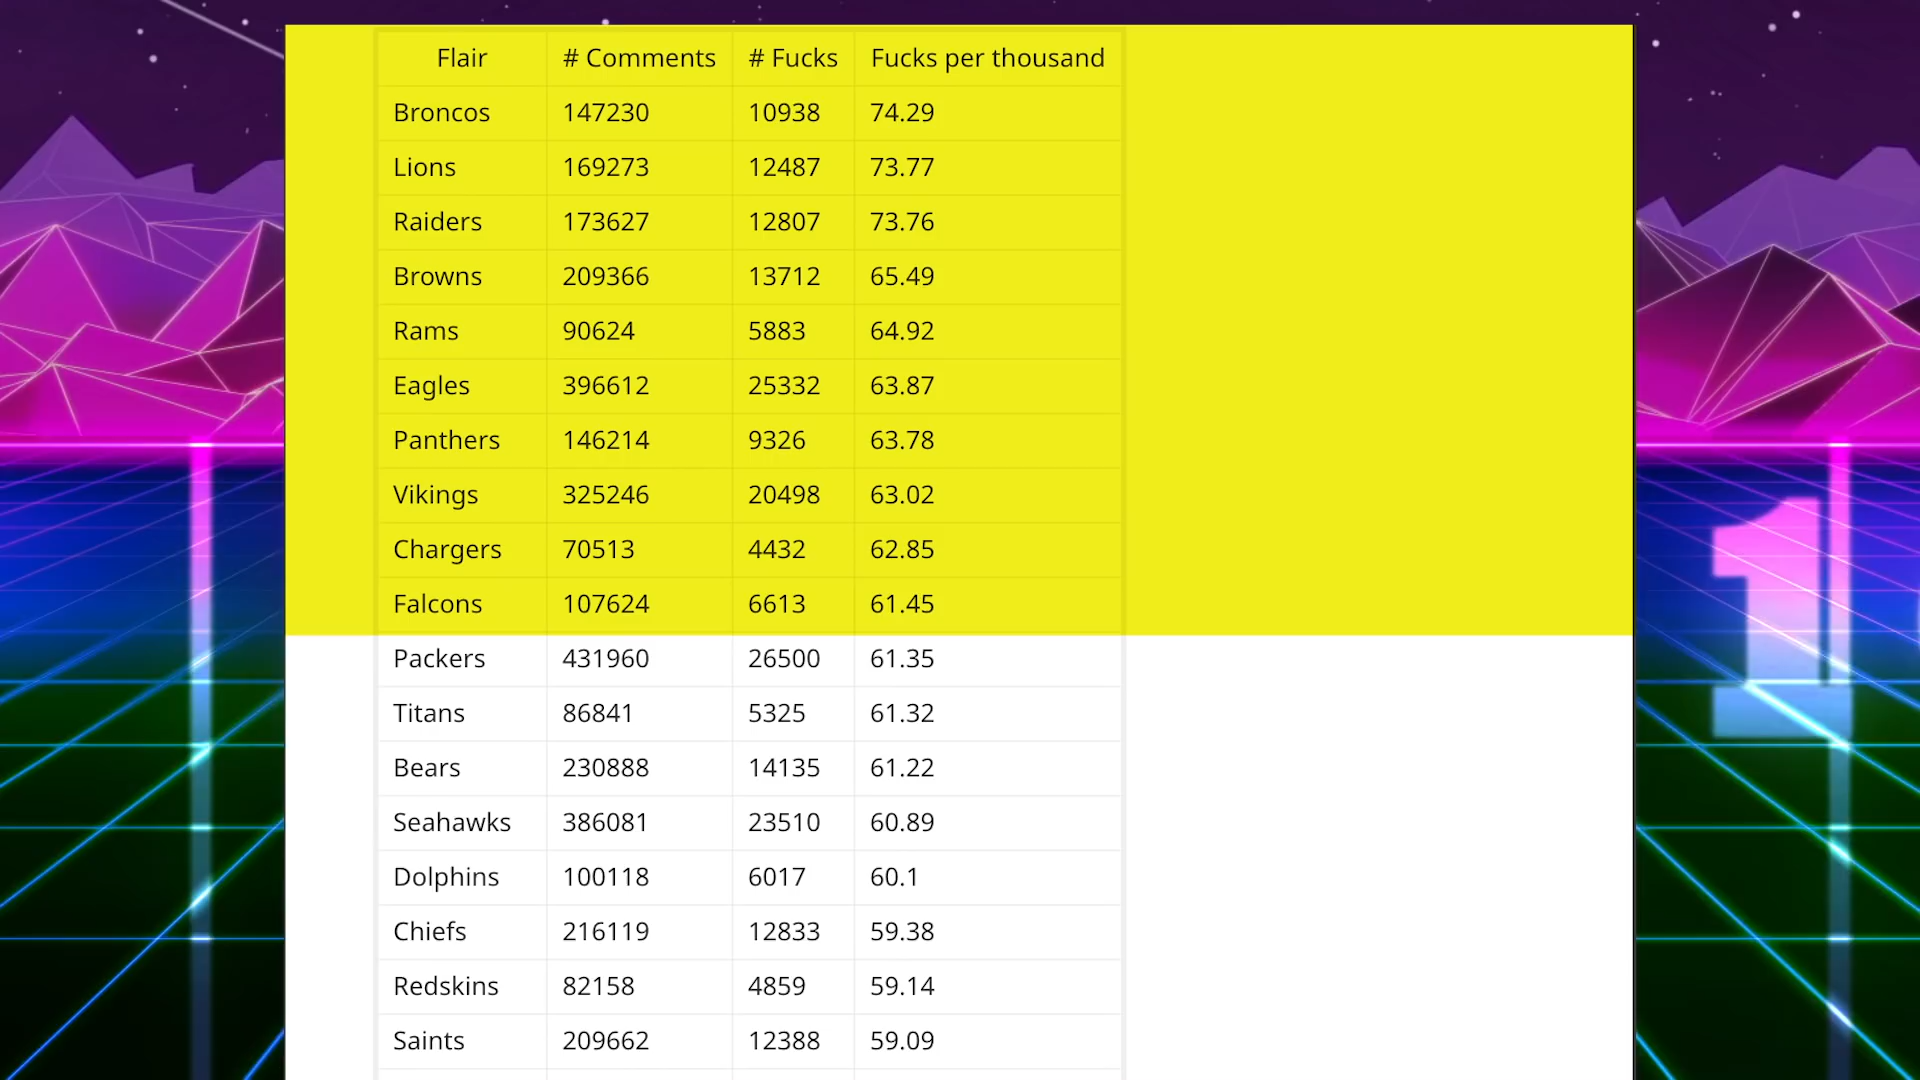 Flair # Comments # Fucks Fucks per thousand
Broncos 147230 10938 74.29
Lions 169273 12487 73.77
Raiders 173627 12807 73.76
Browns 209366 13712 65.49
Rams 90624 5883 64.92
Eagles 396612 25332 63.87
Panthers 146214 9326 63.78
Vikings 325246 20498 63.02
Chargers 70513 4432 62.85
Falcons 107624 6613 61.45
Packers 431960 26500 61.35
Titans 86841 5325 61.32
Bears 230888 14135 61.22
Seahawks 386081 23510 60.89
Dolphins 100118 6017 60.1
Chiefs 216119 12833 59.38
Redskins 82158 4859 59.14
Saints 209662 12388 59.09
1